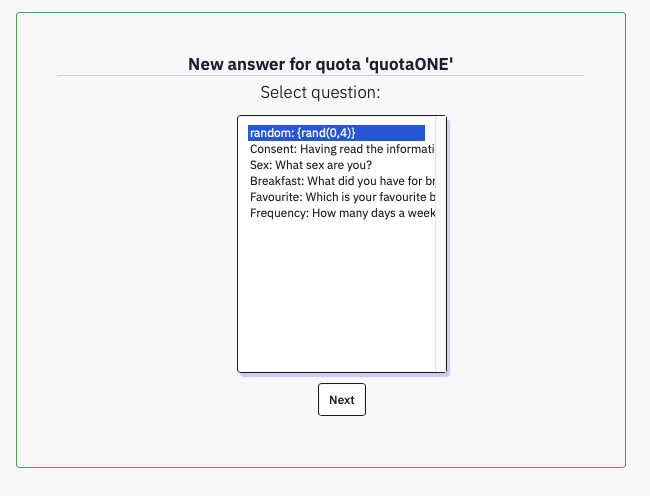 New answer for quota 'quotaONE'
Select question:
random: {rand(0,4)}
Consent: Having read the informati
Sex: What sex are you?
Breakfast: What did you have for br
Favourite: Which is your favourite b
Frequency: How many days a week
Next